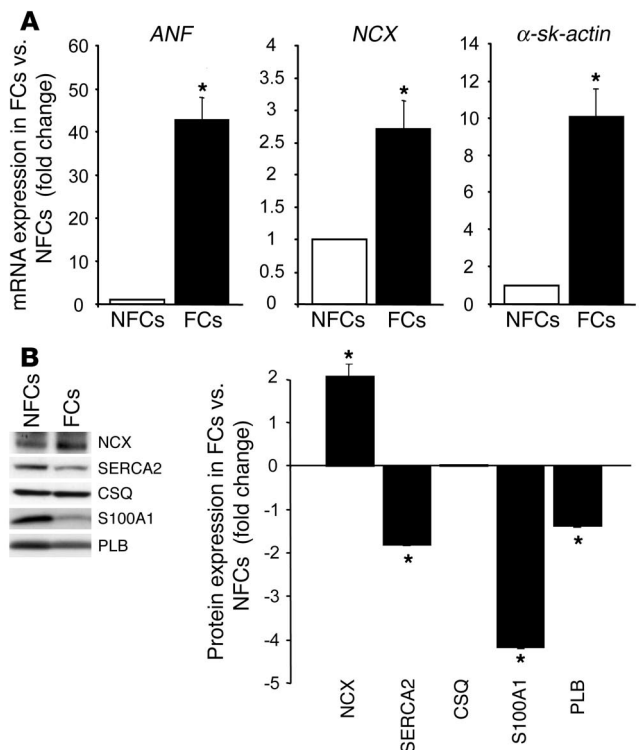 A
ANF
NCX
α-sk-actin
mRNA expression in FCs vs.
NFCs (fold change)
60
50
40
30
20
10
0
*
NFCs FCs
4
3.5
3
2.5
2
1.5
1
0.5
0
*
NFCs FCs
14
12
10
8
6
4
2
0
*
NFCs FCs
B
NFCs
FCs
NCX
SERCA2
CSQ
S100A1
PLB
Protein expression in FCs vs.
NFCs (fold change)
2
1
0
-1
-2
-3
-4
-5
*
*
*
*
NCX
SERCA2
CSQ
S100A1
PLB